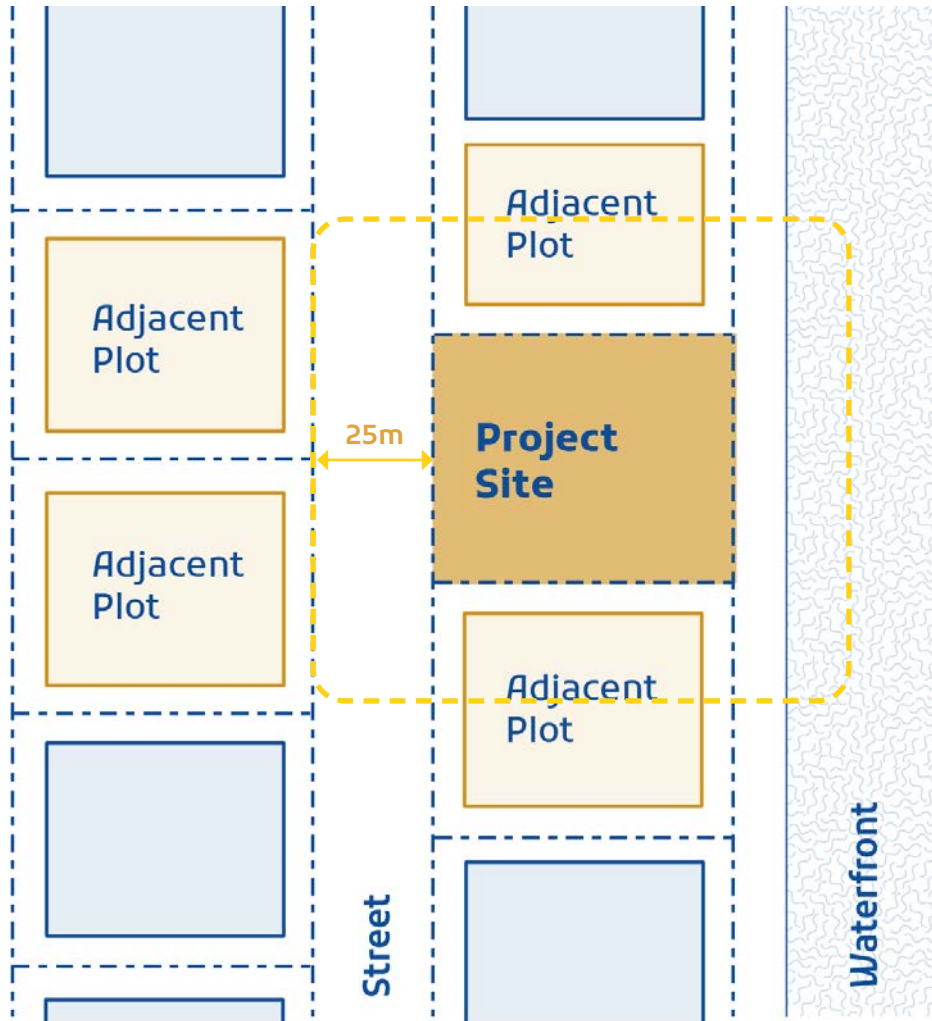 Adjacent
Plot
Adjacent
Plot
25m
Project
Site
Adjacent
Plot
Adjacent
Plot
Street
Waterfront